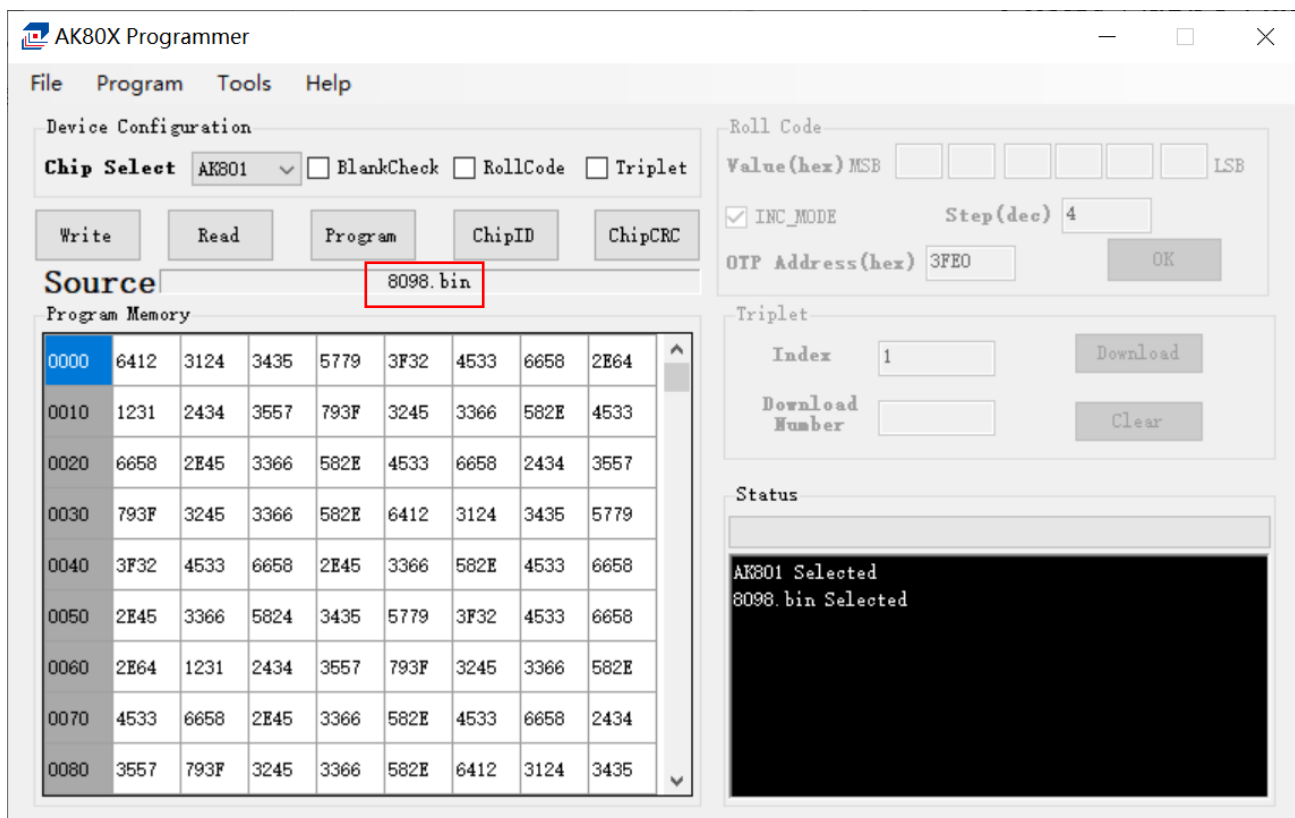 AK80X Programmer
File Program Tools Help
Device Configuration
Chip Select AK801 BlankCheck RollCode Triplet
Write Read Program ChipID ChipCRC
Source 8098.bin
Program Memory
0000 6412 3124 3435 5779 3F32 4533 6658 2E64
0010 1231 2434 3557 793F 3245 3366 582E 4533
0020 6658 2E45 3366 582E 4533 6658 2434 3557
0030 793F 3245 3366 582E 6412 3124 3435 5779
0040 3F32 4533 6658 2E45 3366 582E 4533 6658
0050 2E45 3366 5824 3435 5779 3F32 4533 6658
0060 2E64 1231 2434 3557 793F 3245 3366 582E
0070 4533 6658 2E45 3366 582E 4533 6658 2434
0080 3557 793F 3245 3366 582E 6412 3124 3435
Roll Code
Value(hex) MSB LSB
INC_MODE Step(dec) 4
OTP Address(hex) 3FE0 OK
Triplet
Index 1 Download
Download
Number Clear
Status
AK801 Selected
8098.bin Selected